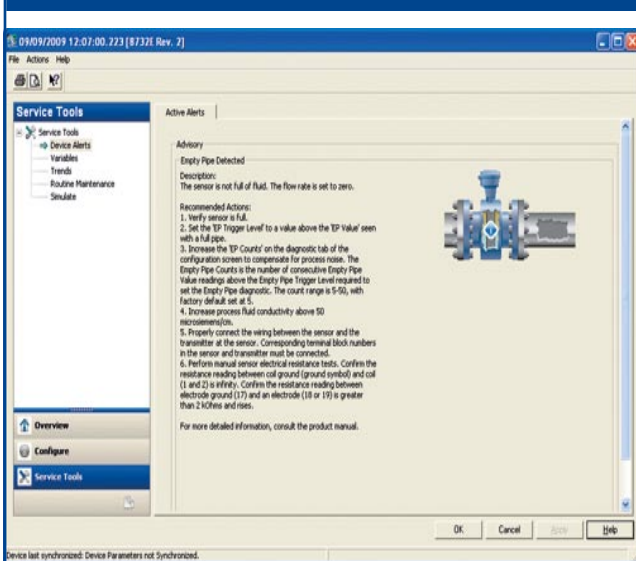 09/09/2009 12:07:00.223 [8732E Rev. 2]
File Actions Help
Service Tools
Service Tools
Device Alerts
Variables
Trends
Routine Maintenance
Simulate
Overview
Configure
Service Tools
Active Alerts
Advisory
Empty Pipe Detected
Description:
The sensor is not full of fluid. The flow rate is set to zero.
Recommended Actions:
1. Verify sensor is full.
2. Set the 'EP Trigger Level' to a value above the 'EP Value' seen
with a full pipe.
3. Increase the 'EP Counts' on the diagnostic tab of the
configuration screen to compensate for process noise. The
Empty Pipe Counts is the number of consecutive Empty Pipe
Value readings above the Empty Pipe Trigger Level required to
set the Empty Pipe diagnostic. The count range is 5-50, with
factory default set at 5.
4. Increase process fluid conductivity above 50
microsiemens/cm.
5. Properly connect the wiring between the sensor and the
transmitter at the sensor. Corresponding terminal block numbers
in the sensor and transmitter must be connected.
6. Perform manual sensor electrical resistance tests. Confirm the
resistance reading between coil ground (ground symbol) and coil
(1 and 2) is infinity. Confirm the resistance reading between
electrode ground (17) and an electrode (18 or 19) is greater
than 2 kOhms and rises.
For more detailed information, consult the product manual.
OK Cancel Apply Help
Device last synchronized: Device Parameters not Synchronized.